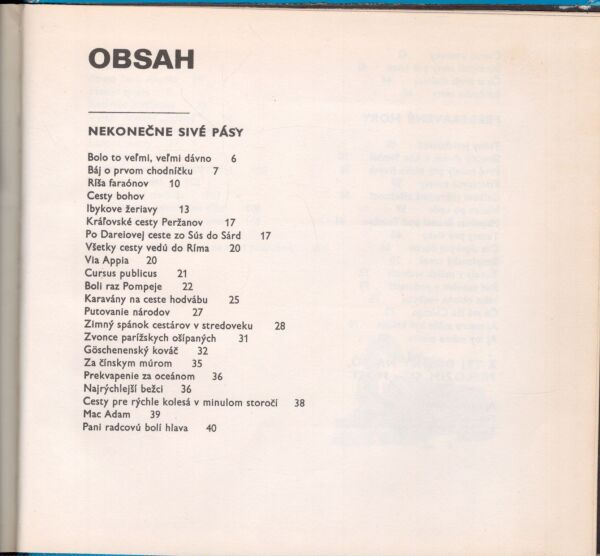 OBSAH
NEKONEČNE SIVÉ PÁSY
Bolo to veľmi, veľmi dávno 6
Báj o prvom chodníčku 7
Ríša faraónov 10
Cesty bohov
Ibykove žeriavy 13
Kráľovské cesty Peržanov 17
Po Dareiovej ceste zo Sús do Sárd 17
Všetky cesty vedú do Ríma 20
Via Appia 20
Cursus publicus 21
Boli raz Pompeje 22
Karavány na ceste hodvábu 25
Putovanie národov 27
Zimný spánok cestárov v stredoveku 28
Zvonce parížskych ošípaných 31
Göschenenský kováč 32
Za čínskym múrom 35
Prekvapenie za oceánom 36
Najrýchlejší bežci 36
Cesty pre rýchle kolesá v minulom storočí 38
Mac Adam 39
Pani radcovú bolí hlava 40